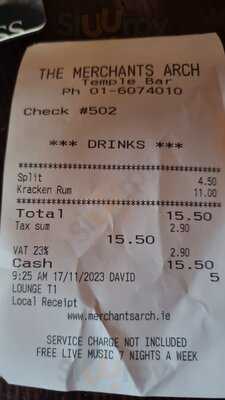 THE MERCHANTS ARCH
Temple Bar
Ph 01-6074010
Check #502
*** DRINKS ***
Split 4.50
Kracken Rum 11.00
Total 15.50
Tax sum 2.90
15.50
VAT 23% 2.90
Cash 15.50
9:25 AM 17/11/2023 DAVID 5
LOUNGE T1
Local Receipt
www.merchantsarch.ie
SERVICE CHARGE NOT INCLUDED
FREE LIVE MUSIC 7 NIGHTS A WEEK